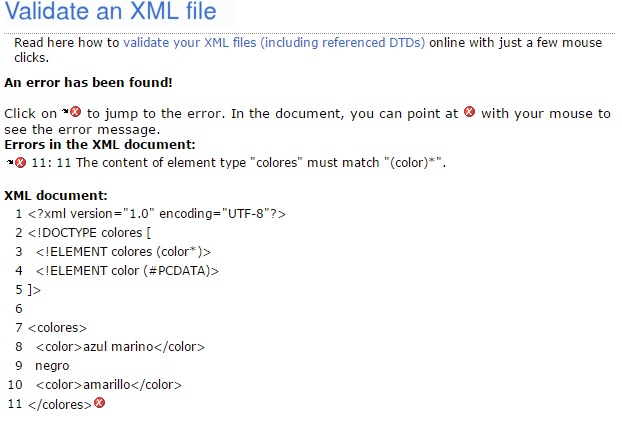 Validate an XML file
Read here how to validate your XML files (including referenced DTDs) online with just a few mouse
clicks.
An error has been found!
Click on to jump to the error. In the document, you can point at with your mouse to
see the error message.
Errors in the XML document:
11: 11 The content of element type "colores" must match "(color)*".
XML document:
1 <?xml version="1.0" encoding="UTF-8"?>
2 <!DOCTYPE colores [
3 <!ELEMENT colores (color*)>
4 <!ELEMENT color (#PCDATA)>
5 ]>
6
7 <colores>
8 <color>azul marino</color>
9 negro
10 <color>amarillo</color>
11 </colores>